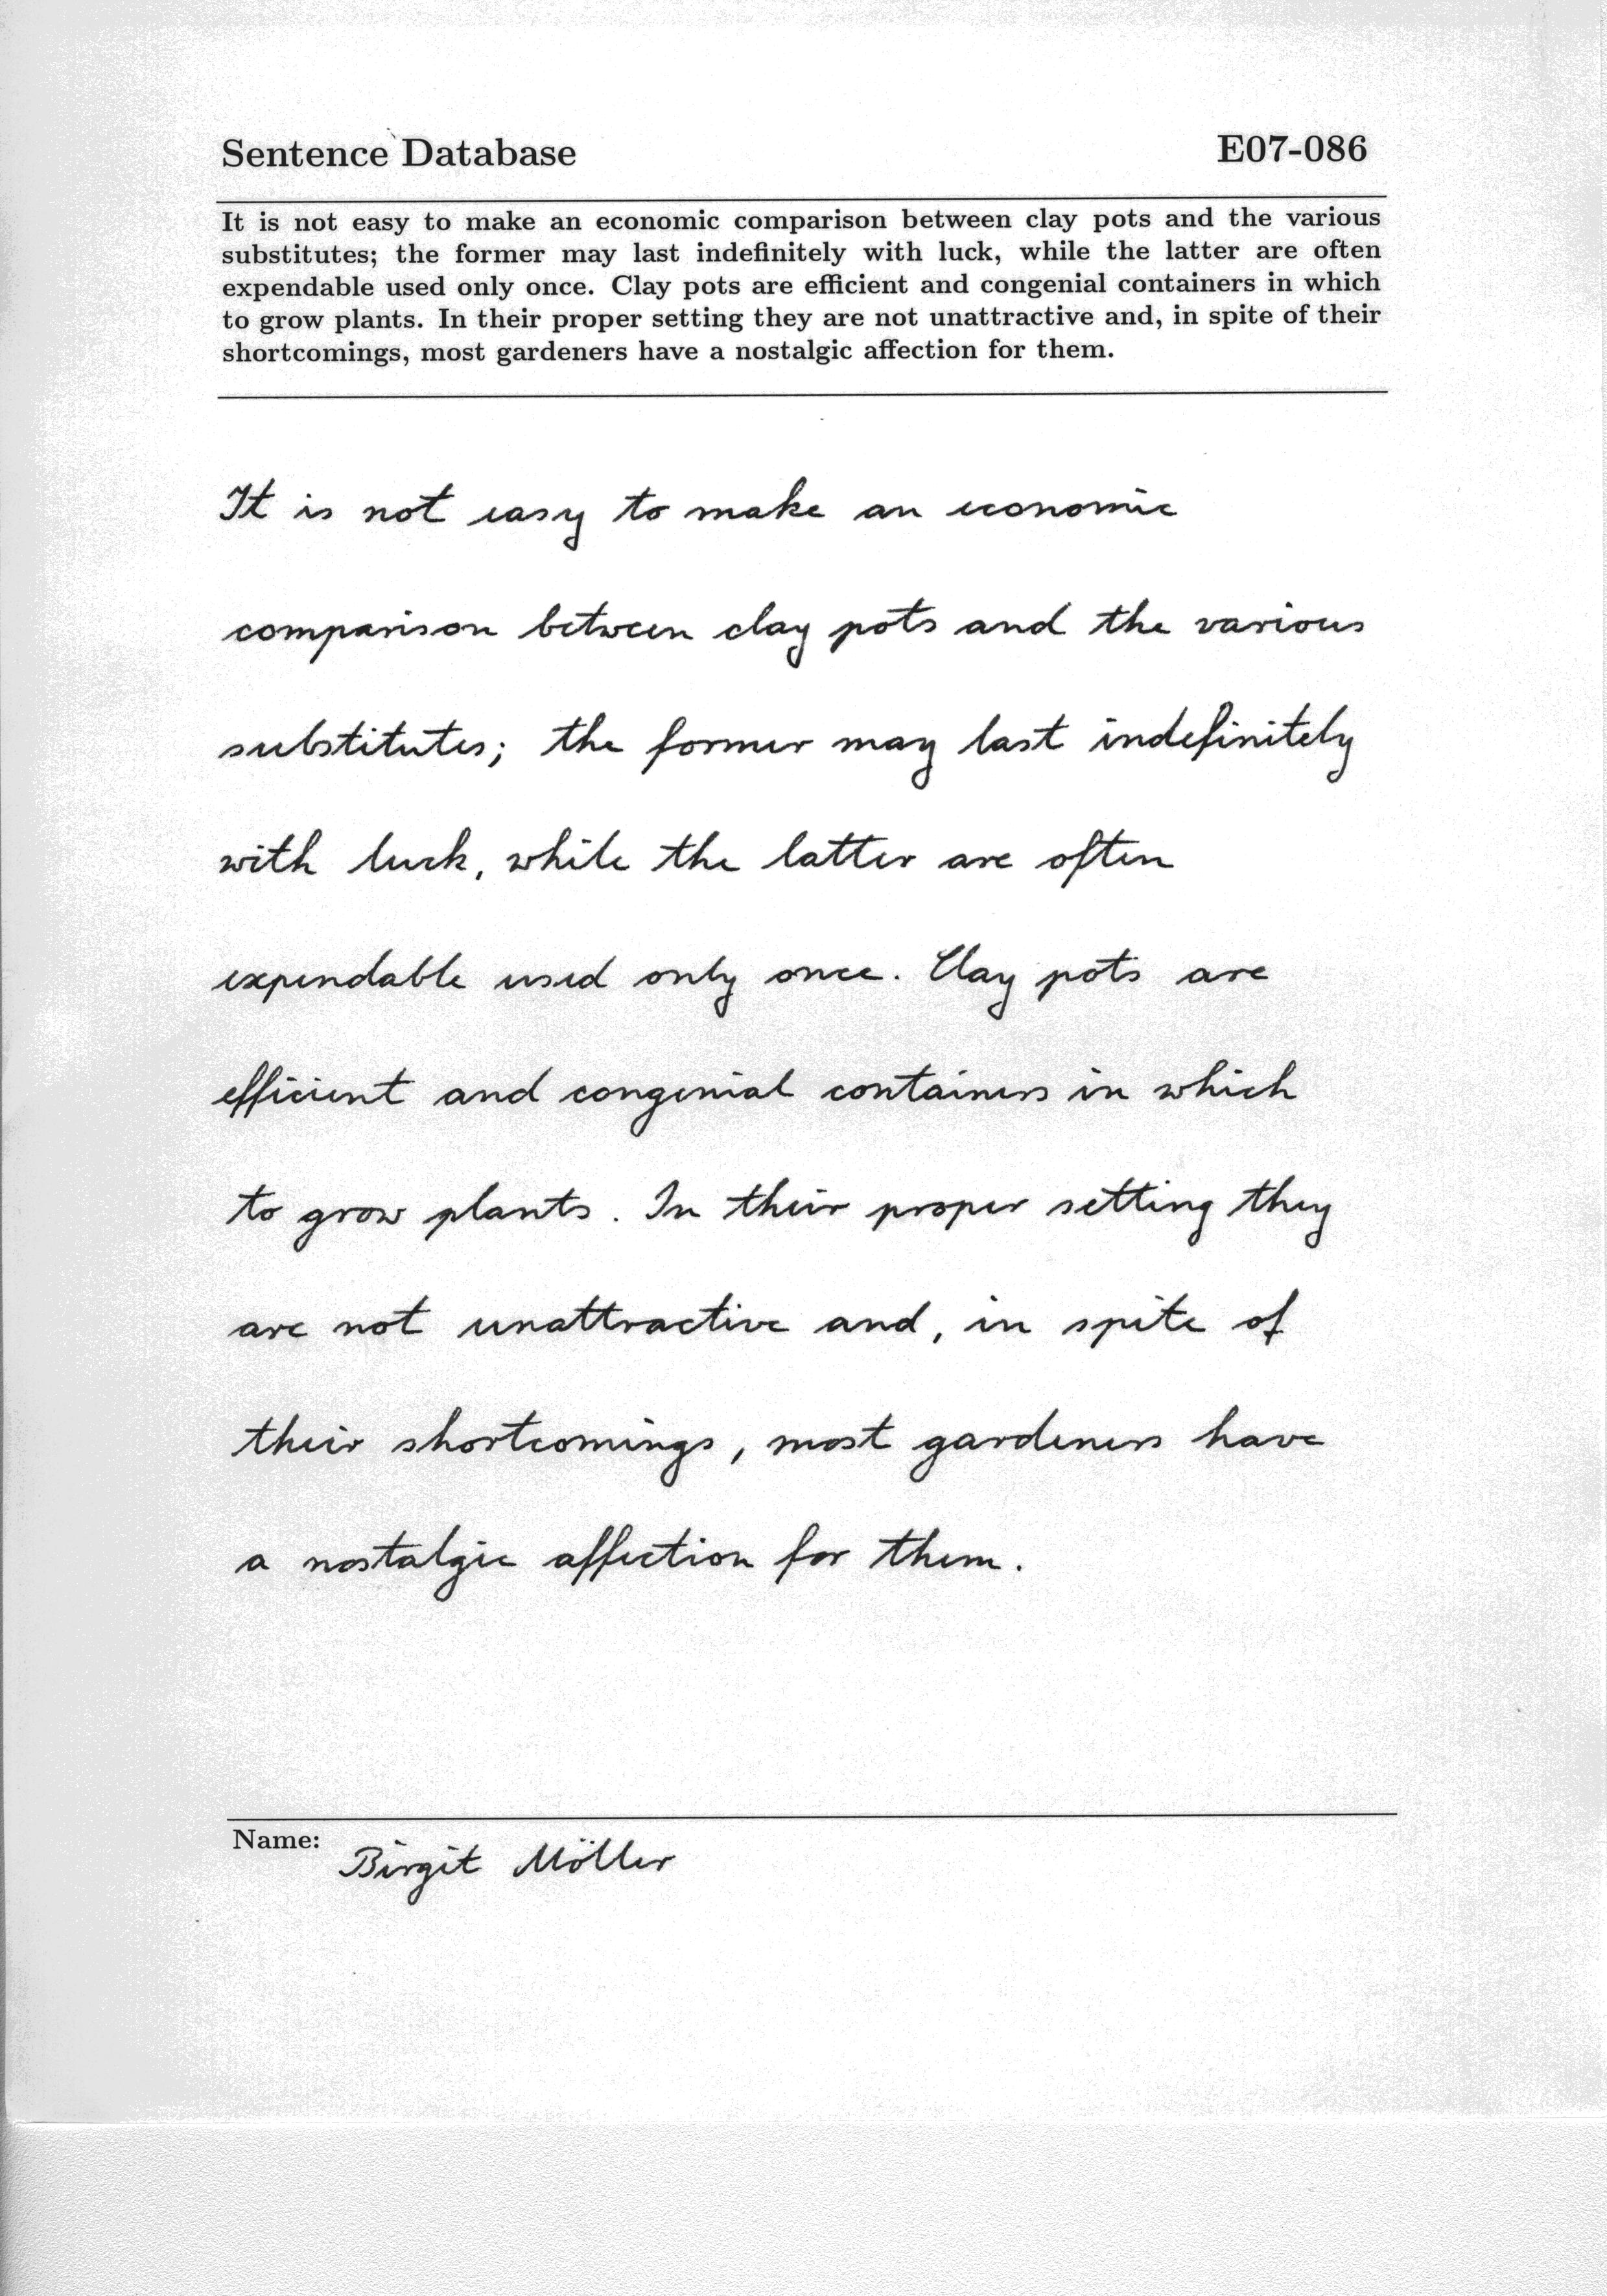 Sentence Database E07-086
It is not easy to make an economic comparison between clay pots and the various
substitutes; the former may last indefinitely with luck, while the latter are often
expendable used only once. Clay pots are efficient and congenial containers in which
to grow plants. In their proper setting they are not unattractive and, in spite of their
shortcomings, most gardeners have a nostalgic affection for them.
It is not easy to make an economic
comparison between clay pots and the various
substitutes; the former may last indefinitely
with luck, while the latter are often
expendable used only once. Clay pots are
efficient and congenial containers in which
to grow plants. In their proper setting they
are not unattractive and, in spite of
their shortcomings, most gardeners have
a nostalgic affection for them.
Name: Birgit Möller